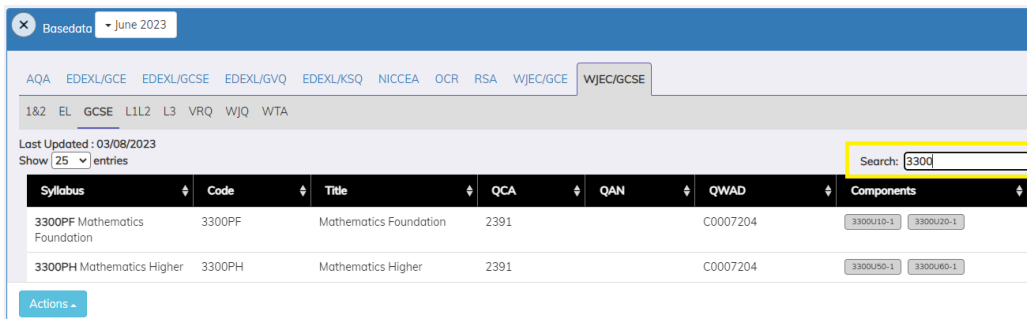 Basedata June 2023
AQA EDEXL/GCE EDEXL/GCSE EDEXL/GVQ EDEXL/KSQ NICCEA OCR RSA WJEC/GCE WJEC/GCSE
1&2 EL GCSE L1L2 L3 VRQ WJQ WTA
Last Updated : 03/08/2023
Show 25 entries
Search: 3300
Syllabus Code Title QCA QAN QWAD Components
3300PF Mathematics 3300PF Mathematics Foundation 2391 C0007204 3300U10-1 3300U20-1
Foundation
3300PH Mathematics Higher 3300PH Mathematics Higher 2391 C0007204 3300U50-1 3300U60-1
Actions